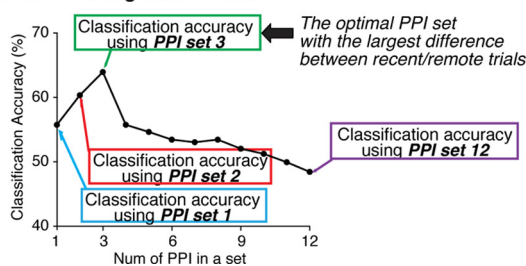 70
Classification accuracy
using PPI set 3
The optimal PPI set
with the largest difference
between recent/remote trials
Classification Accuracy (%)
60
50
40
Classification accuracy
using PPI set 12
Classification accuracy
using PPI set 2
Classification accuracy
using PPI set 1
1 3 6 9 12
Num of PPI in a set